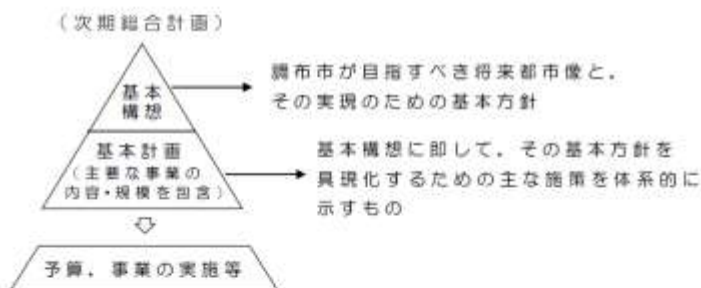 （次期総合計画）
基本
構想
調布市が目指すべき将来都市像と，
その実現のための基本方針
基本計画
（主要な事業の
内容・規模を包含）
基本構想に即して，その基本方針を
具現化するための主な施策を体系的に
示すもの
予算，事業の実施等